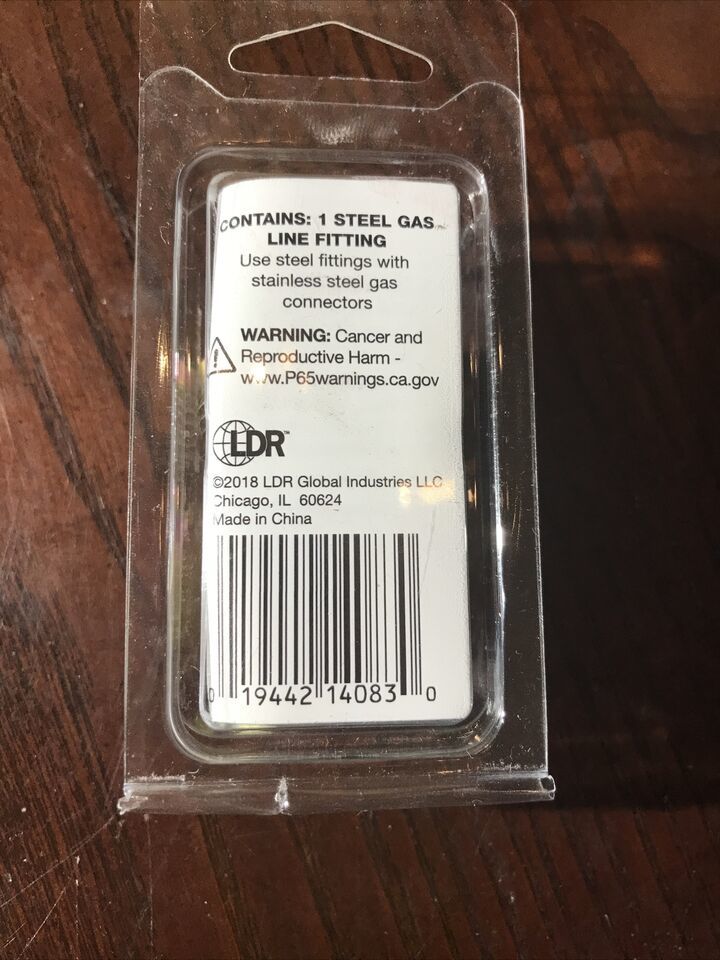 CONTAINS: 1 STEEL GAS
LINE FITTING
Use steel fittings with
stainless steel gas
connectors
WARNING: Cancer and
Reproductive Harm -
www.P65warnings.ca.gov
LDR™
©2018 LDR Global Industries LLC
Chicago, IL 60624
Made in China
0 19442 14083 0